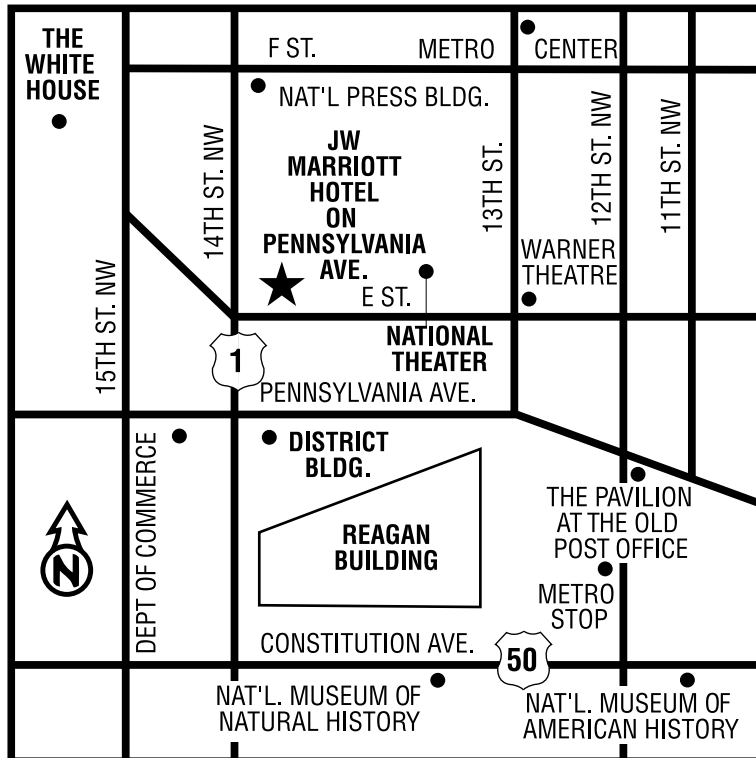 THE
WHITE
HOUSE
F ST.
METRO
CENTER
NAT'L PRESS BLDG.
JW
MARRIOTT
HOTEL
ON
PENNSYLVANIA
AVE.
14TH ST. NW
13TH ST.
12TH ST. NW
11TH ST. NW
WARNER
THEATRE
15TH ST. NW
E ST.
NATIONAL
THEATER
1
PENNSYLVANIA AVE.
DISTRICT
BLDG.
DEPT OF COMMERCE
REAGAN
BUILDING
THE PAVILION
AT THE OLD
POST OFFICE
N
METRO
STOP
CONSTITUTION AVE.
50
NAT'L. MUSEUM OF
NATURAL HISTORY
NAT'L. MUSEUM OF
AMERICAN HISTORY